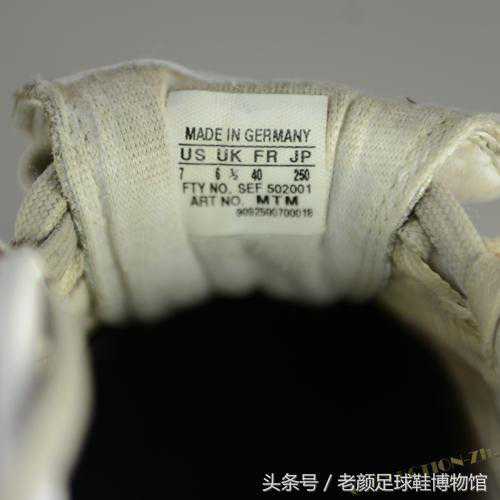 MADE IN GERMANY
US UK FR JP
7 6 ½ 40 250
FTY NO. SEF 502001
ART NO. MTM
9092500700018
头条号 / 老颜足球鞋博物馆